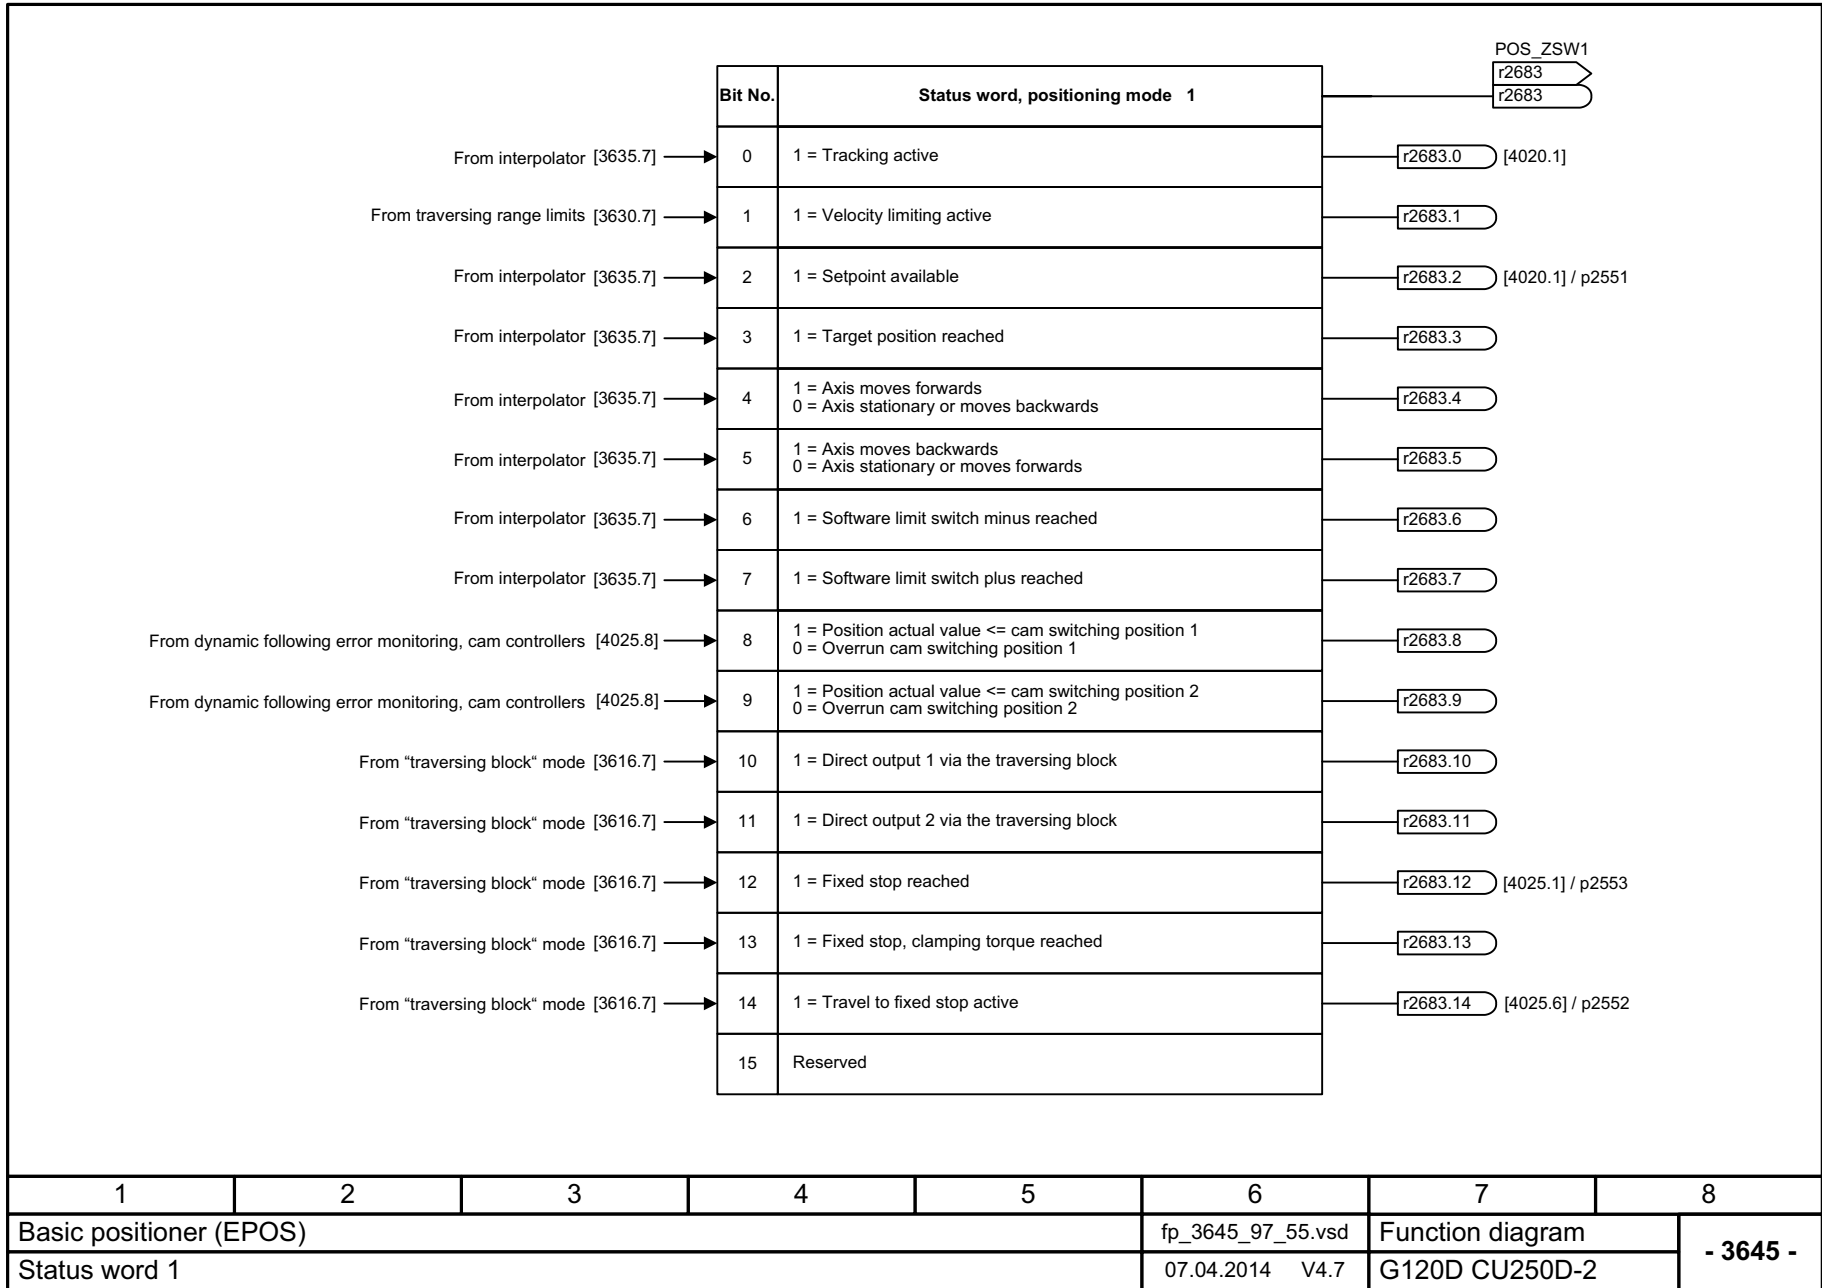 POS_ZSW1
r2683
Bit No. Status word, positioning mode 1 r2683
From interpolator [3635.7] 0 1 = Tracking active r2683.0 [4020.1]
From traversing range limits [3630.7] 1 1 = Velocity limiting active r2683.1
From interpolator [3635.7] 2 1 = Setpoint available r2683.2 [4020.1] / p2551
From interpolator [3635.7] 3 1 = Target position reached r2683.3
From interpolator [3635.7] 4 1 = Axis moves forwards
0 = Axis stationary or moves backwards r2683.4
From interpolator [3635.7] 5 1 = Axis moves backwards
0 = Axis stationary or moves forwards r2683.5
From interpolator [3635.7] 6 1 = Software limit switch minus reached r2683.6
From interpolator [3635.7] 7 1 = Software limit switch plus reached r2683.7
From dynamic following error monitoring, cam controllers [4025.8] 8 1 = Position actual value <= cam switching position 1
0 = Overrun cam switching position 1 r2683.8
From dynamic following error monitoring, cam controllers [4025.8] 9 1 = Position actual value <= cam switching position 2
0 = Overrun cam switching position 2 r2683.9
From “traversing block“ mode [3616.7] 10 1 = Direct output 1 via the traversing block r2683.10
From “traversing block“ mode [3616.7] 11 1 = Direct output 2 via the traversing block r2683.11
From “traversing block“ mode [3616.7] 12 1 = Fixed stop reached r2683.12 [4025.1] / p2553
From “traversing block“ mode [3616.7] 13 1 = Fixed stop, clamping torque reached r2683.13
From “traversing block“ mode [3616.7] 14 1 = Travel to fixed stop active r2683.14 [4025.6] / p2552
15 Reserved
1 2 3 4 5 6 7 8
Basic positioner (EPOS) fp_3645_97_55.vsd Function diagram - 3645 -
Status word 1 07.04.2014 V4.7 G120D CU250D-2